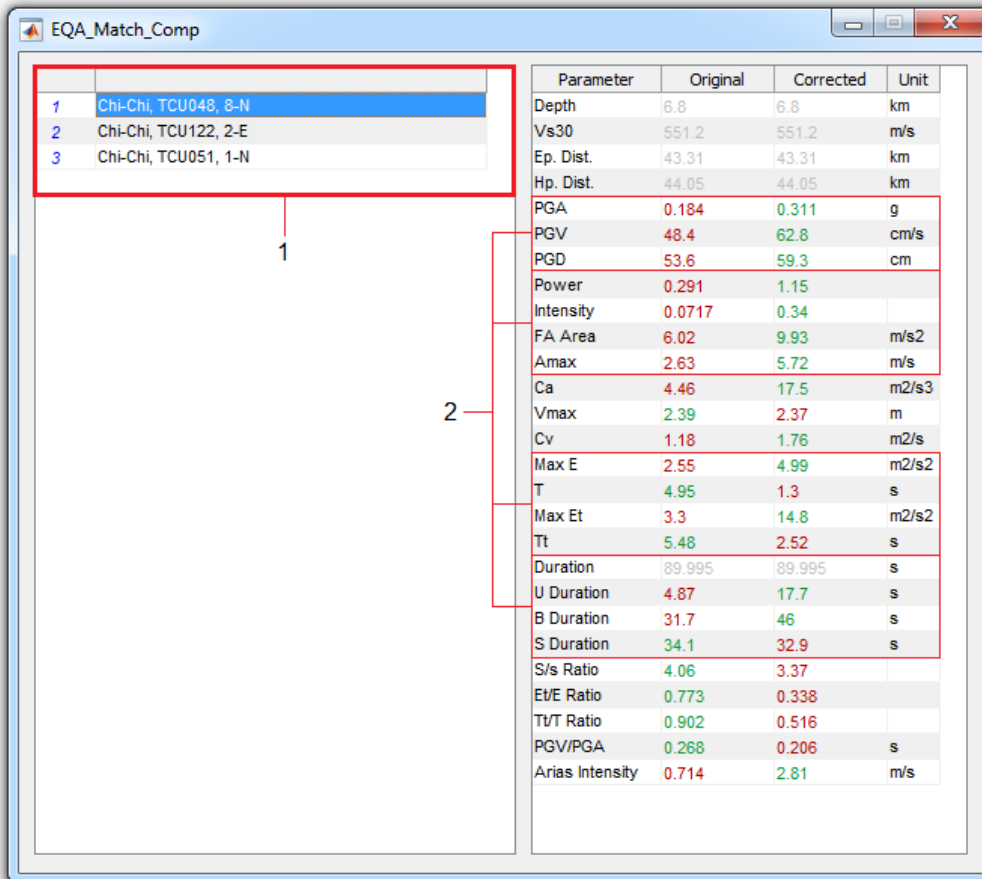 EQA_Match_Comp
1 Chi-Chi, TCU048, 8-N
2 Chi-Chi, TCU122, 2-E
3 Chi-Chi, TCU051, 1-N
1
2
Parameter Original Corrected Unit
Depth 6.8 6.8 km
Vs30 551.2 551.2 m/s
Ep. Dist. 43.31 43.31 km
Hp. Dist. 44.05 44.05 km
PGA 0.184 0.311 g
PGV 48.4 62.8 cm/s
PGD 53.6 59.3 cm
Power 0.291 1.15
Intensity 0.0717 0.34
FA Area 6.02 9.93 m/s2
Amax 2.63 5.72 m/s
Ca 4.46 17.5 m2/s3
Vmax 2.39 2.37 m
Cv 1.18 1.76 m2/s
Max E 2.55 4.99 m2/s2
T 4.95 1.3 s
Max Et 3.3 14.8 m2/s2
Tt 5.48 2.52 s
Duration 89.995 89.995 s
U Duration 4.87 17.7 s
B Duration 31.7 46 s
S Duration 34.1 32.9 s
S/s Ratio 4.06 3.37
Et/E Ratio 0.773 0.338
Tt/T Ratio 0.902 0.516
PGV/PGA 0.268 0.206 s
Arias Intensity 0.714 2.81 m/s